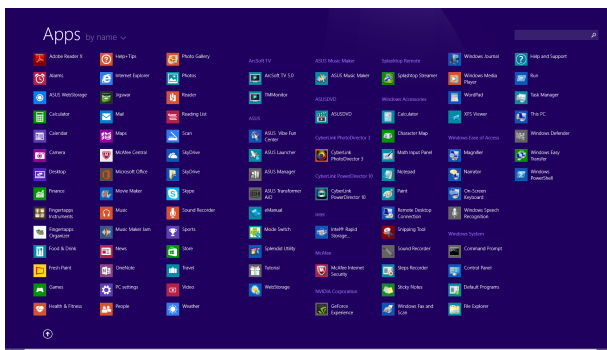 Apps by name
Adobe Reader X
Alarms
ASUS WebStorage
Calculator
Calendar
Camera
Desktop
Finance
Fingertapps
Instruments
Fingertapps
Organizer
Food & Drink
Fresh Paint
Games
Health & Fitness
Help+Tips
Internet Explorer
Jigswar
Mail
Maps
McAfee Central
Microsoft Office
Movie Maker
Music
Music Maker Jam
News
OneNote
PC settings
People
Photo Gallery
Photos
Reader
Reading List
Scan
SkyDrive
SkyDrive
Skype
Sound Recorder
Sports
Store
Travel
Video
Weather
ArcSoft TV
ArcSoft TV 5.0
TMMonitor
ASUS
ASUS Vibe Fun
Center
ASUS Launcher
ASUS Manager
ASUS Transformer
AiO
eManual
Mode Switch
Splendid Utility
Tutorial
WebStorage
ASUS Music Maker
ASUS Music Maker
ASUSDVD
ASUSDVD
CyberLink PhotoDirector 3
CyberLink
PhotoDirector 3
CyberLink PowerDirector 10
CyberLink
PowerDirector 10
Intel
Intel® Rapid
Storage...
McAfee
McAfee Internet
Security
NVIDIA Corporation
GeForce
Experience
Splashtop Remote
Splashtop Streamer
Windows Accessories
Calculator
Character Map
Math Input Panel
Notepad
Paint
Remote Desktop
Connection
Snipping Tool
Sound Recorder
Steps Recorder
Sticky Notes
Windows Fax and
Scan
Windows Journal
Windows Media
Player
WordPad
XPS Viewer
Windows Ease of Access
Magnifier
Narrator
On-Screen
Keyboard
Windows Speech
Recognition
Windows System
Command Prompt
Control Panel
Default Programs
File Explorer
Help and Support
Run
Task Manager
This PC
Windows Defender
Windows Easy
Transfer
Windows
PowerShell